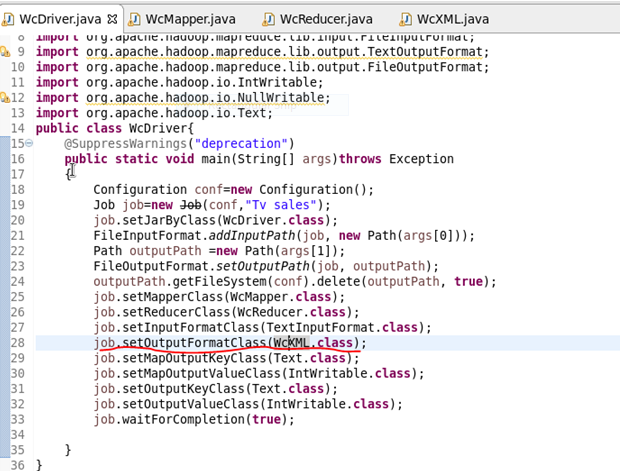 WcDriver.java WcMapper.java WcReducer.java WcXML.java
8 import org.apache.hadoop.mapreduce.lib.input.FileInputFormat;
9 import org.apache.hadoop.mapreduce.lib.output.TextOutputFormat;
10 import org.apache.hadoop.mapreduce.lib.output.FileOutputFormat;
11 import org.apache.hadoop.io.IntWritable;
12 import org.apache.hadoop.io.NullWritable;
13 import org.apache.hadoop.io.Text;
14 public class WcDriver{
15 @SuppressWarnings("deprecation")
16 public static void main(String[] args)throws Exception
17 {
18 Configuration conf=new Configuration();
19 Job job=new Job(conf,"Tv sales");
20 job.setJarByClass(WcDriver.class);
21 FileInputFormat.addInputPath(job, new Path(args[0]));
22 Path outputPath =new Path(args[1]);
23 FileOutputFormat.setOutputPath(job, outputPath);
24 outputPath.getFileSystem(conf).delete(outputPath, true);
25 job.setMapperClass(WcMapper.class);
26 job.setReducerClass(WcReducer.class);
27 job.setInputFormatClass(TextInputFormat.class);
28 job.setOutputFormatClass(WcXML.class);
29 job.setMapOutputKeyClass(Text.class);
30 job.setMapOutputValueClass(IntWritable.class);
31 job.setOutputKeyClass(Text.class);
32 job.setOutputValueClass(IntWritable.class);
33 job.waitForCompletion(true);
34
35 }
36 }